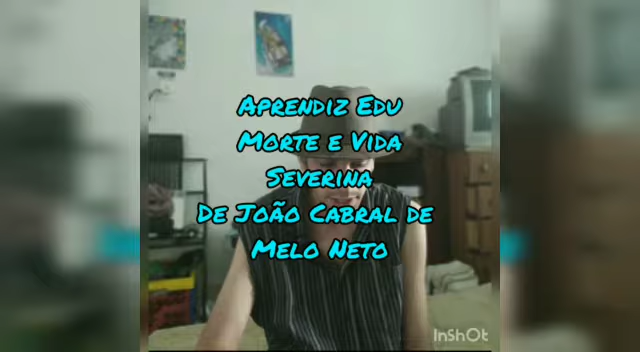 Aprendiz Edu
Morte e Vida
Severina
De João Cabral de
Melo Neto
InShOt